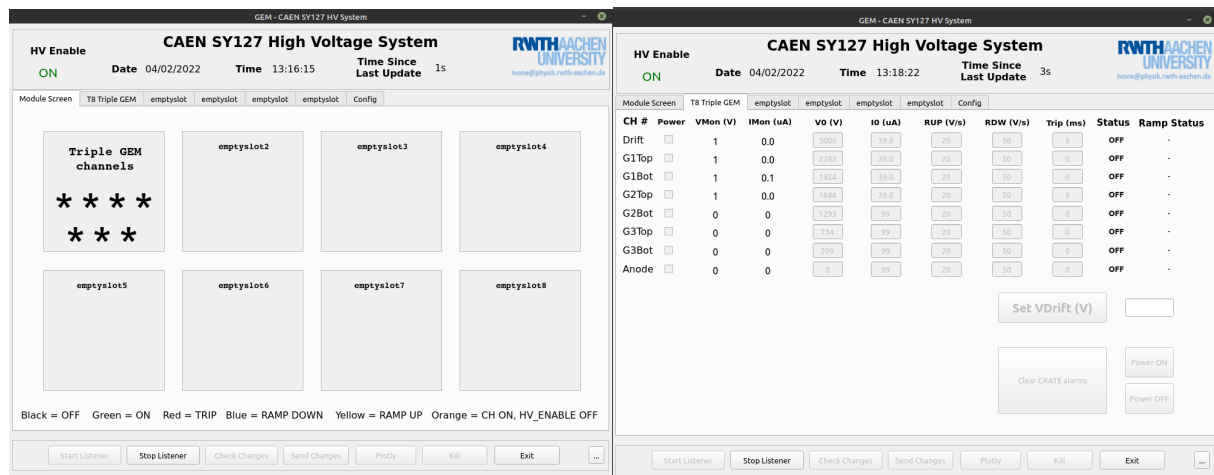 GEM - CAEN SY127 HV System
HV Enable
ON
CAEN SY127 High Voltage System
Date 04/02/2022 Time 13:16:15 Time Since Last Update 1s
RWTHAACHEN
UNIVERSITY
ivone@physik.rwth-aachen.de
Module Screen T8 Triple GEM emptyslot emptyslot emptyslot emptyslot Config
Triple GEM
channels
* * * *
* * *
emptyslot2
emptyslot3
emptyslot4
emptyslot5
emptyslot6
emptyslot7
emptyslot8
Black = OFF Green = ON Red = TRIP Blue = RAMP DOWN Yellow = RAMP UP Orange = CH ON, HV_ENABLE OFF
Start Listener Stop Listener Check Changes Send Changes Plotly Kill Exit ...
GEM - CAEN SY127 HV System
HV Enable
ON
CAEN SY127 High Voltage System
Date 04/02/2022 Time 13:18:22 Time Since Last Update 3s
RWTHAACHEN
UNIVERSITY
ivone@physik.rwth-aachen.de
Module Screen T8 Triple GEM emptyslot emptyslot emptyslot emptyslot Config
CH # Power VMon (V) IMon (uA) V0 (V) I0 (uA) RUP (V/s) RDW (V/s) Trip (ms) Status Ramp Status
Drift 1 0.0 3000 39.0 20 50 0 OFF -
G1Top 1 0.0 2282 39.0 20 50 0 OFF -
G1Bot 1 0.1 1924 39.0 20 50 0 OFF -
G2Top 1 0.0 1644 39.0 20 50 0 OFF -
G2Bot 0 0 1293 99 20 50 0 OFF -
G3Top 0 0 734 99 20 50 0 OFF -
G3Bot 0 0 399 99 20 50 0 OFF -
Anode 0 0 0 99 20 50 0 OFF -
Set VDrift (V)
Clear CRATE alarms
Power ON
Power OFF
Start Listener Stop Listener Check Changes Send Changes Plotly Kill Exit ...